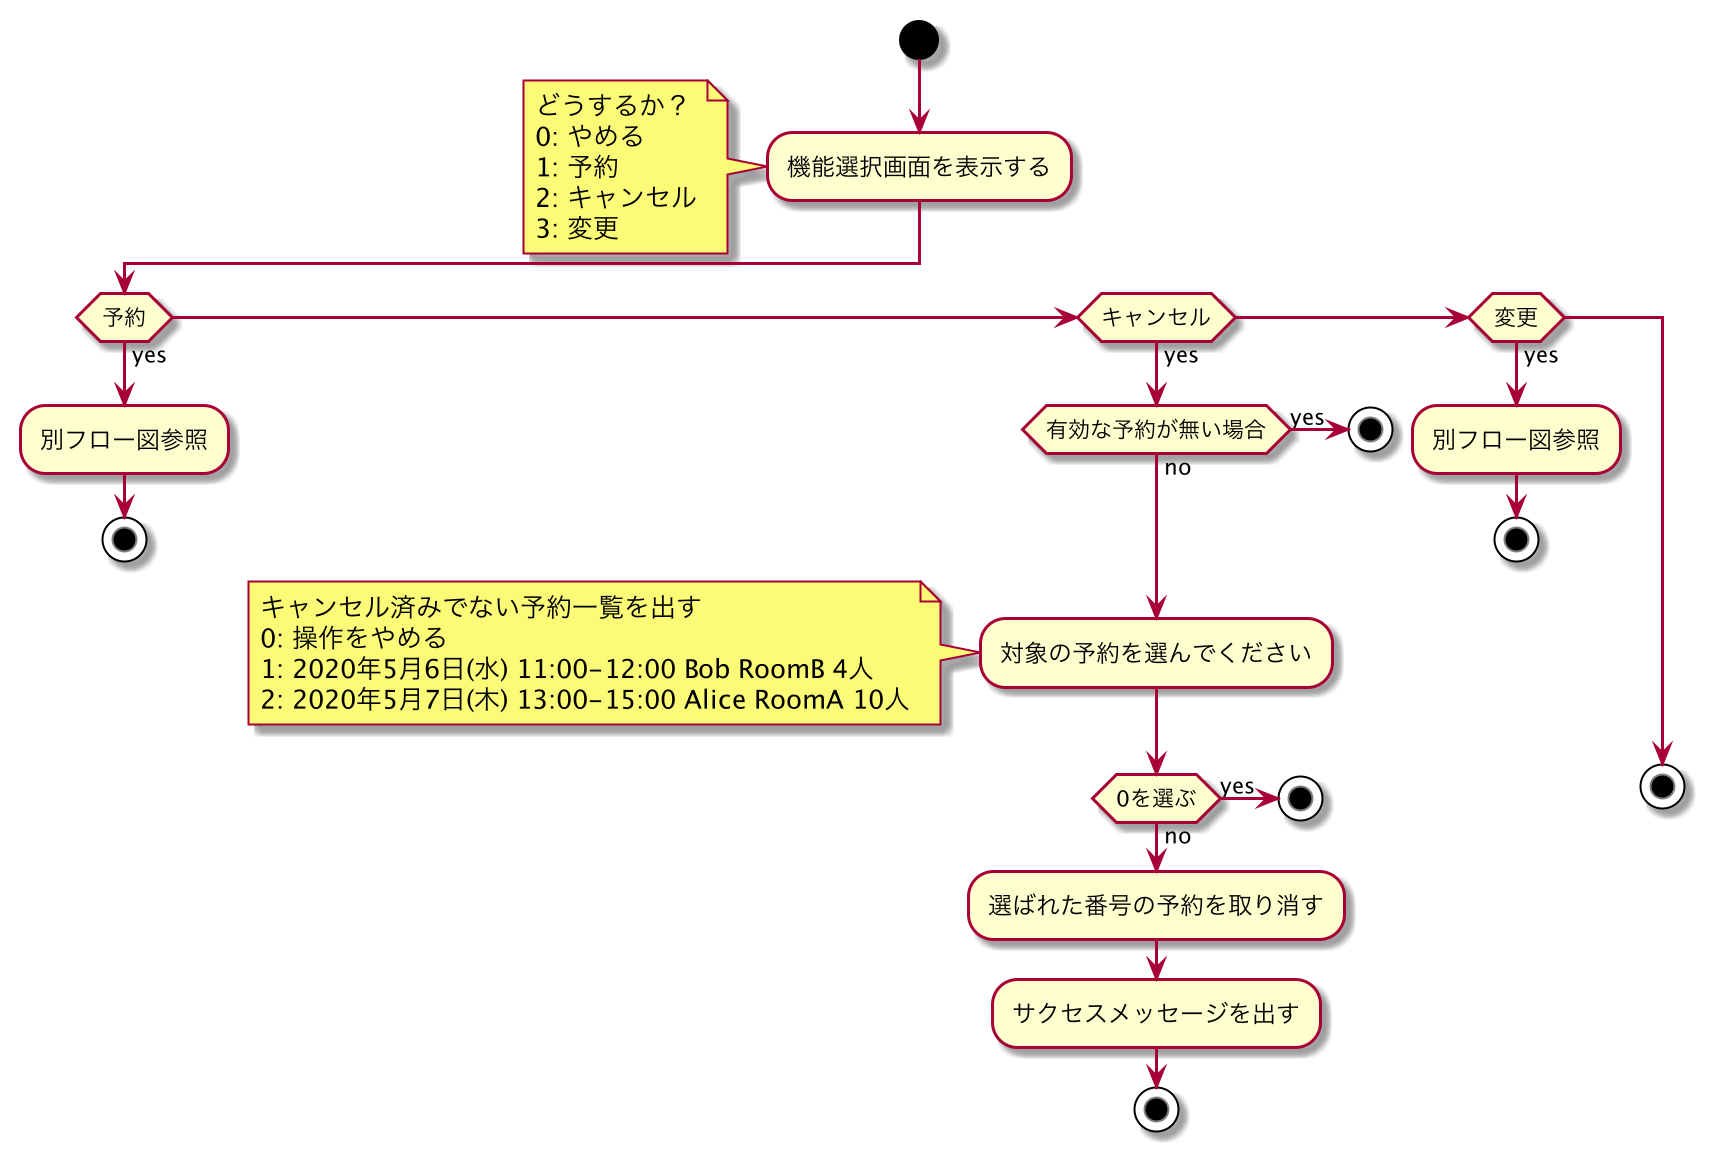 どうするか？
0: やめる
1: 予約
2: キャンセル
3: 変更
機能選択画面を表示する
予約
キャンセル
変更
yes
yes
yes
別フロー図参照
有効な予約が無い場合
yes
no
別フロー図参照
キャンセル済みでない予約一覧を出す
0: 操作をやめる
1: 2020年5月6日(水) 11:00-12:00 Bob RoomB 4人
2: 2020年5月7日(木) 13:00-15:00 Alice RoomA 10人
対象の予約を選んでください
0を選ぶ
yes
no
選ばれた番号の予約を取り消す
サクセスメッセージを出す